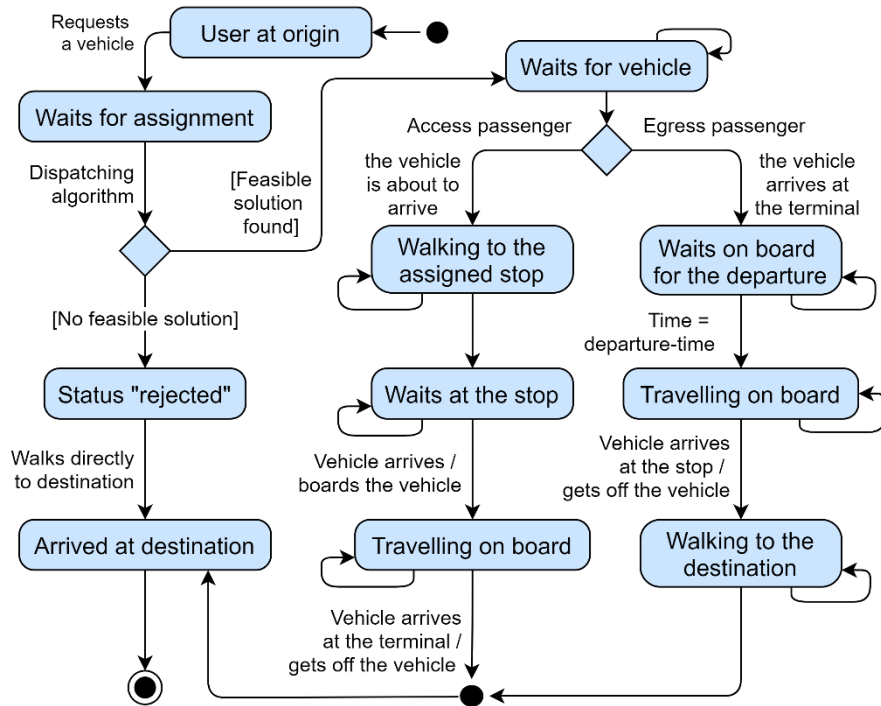 Requests
a vehicle
User at origin
Waits for assignment
Dispatching
algorithm
[Feasible
solution
found]
[No feasible solution]
Status "rejected"
Walks directly
to destination
Arrived at destination
Waits for vehicle
Access passenger
Egress passenger
the vehicle
is about to
arrive
Walking to the
assigned stop
Waits at the stop
Vehicle arrives /
boards the vehicle
Travelling on board
Vehicle arrives
at the terminal /
gets off the vehicle
the vehicle
arrives at
the terminal
Waits on board
for the departure
Time =
departure-time
Travelling on board
Vehicle arrives
at the stop /
gets off the vehicle
Walking to the
destination